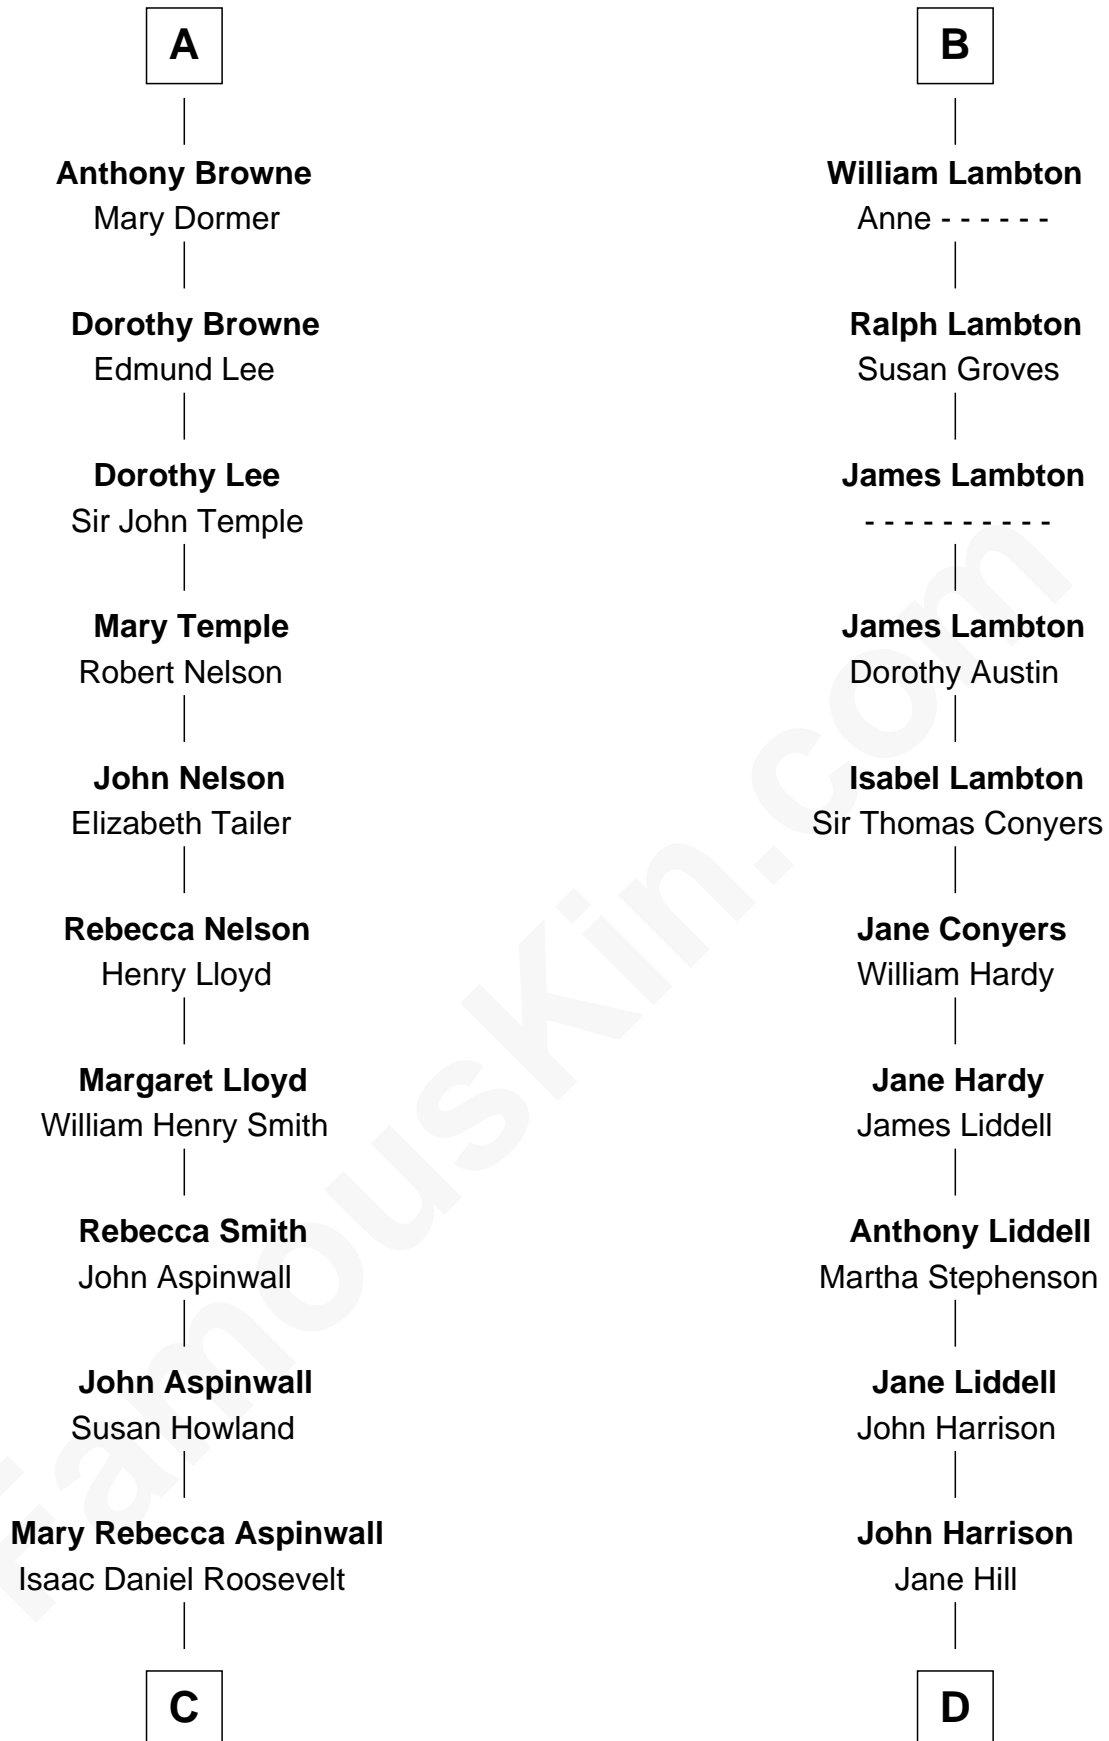 A
Anthony Browne
Mary Dormer
Dorothy Browne
Edmund Lee
Dorothy Lee
Sir John Temple
Mary Temple
Robert Nelson
John Nelson
Elizabeth Tailer
Rebecca Nelson
Henry Lloyd
Margaret Lloyd
William Henry Smith
Rebecca Smith
John Aspinwall
John Aspinwall
Susan Howland
Mary Rebecca Aspinwall
Isaac Daniel Roosevelt
C
B
William Lambton
Anne - - - - - -
Ralph Lambton
Susan Groves
James Lambton
- - - - - - - - - -
James Lambton
Dorothy Austin
Isabel Lambton
Sir Thomas Conyers
Jane Conyers
William Hardy
Jane Hardy
James Liddell
Anthony Liddell
Martha Stephenson
Jane Liddell
John Harrison
John Harrison
Jane Hill
D
FamousKin.com